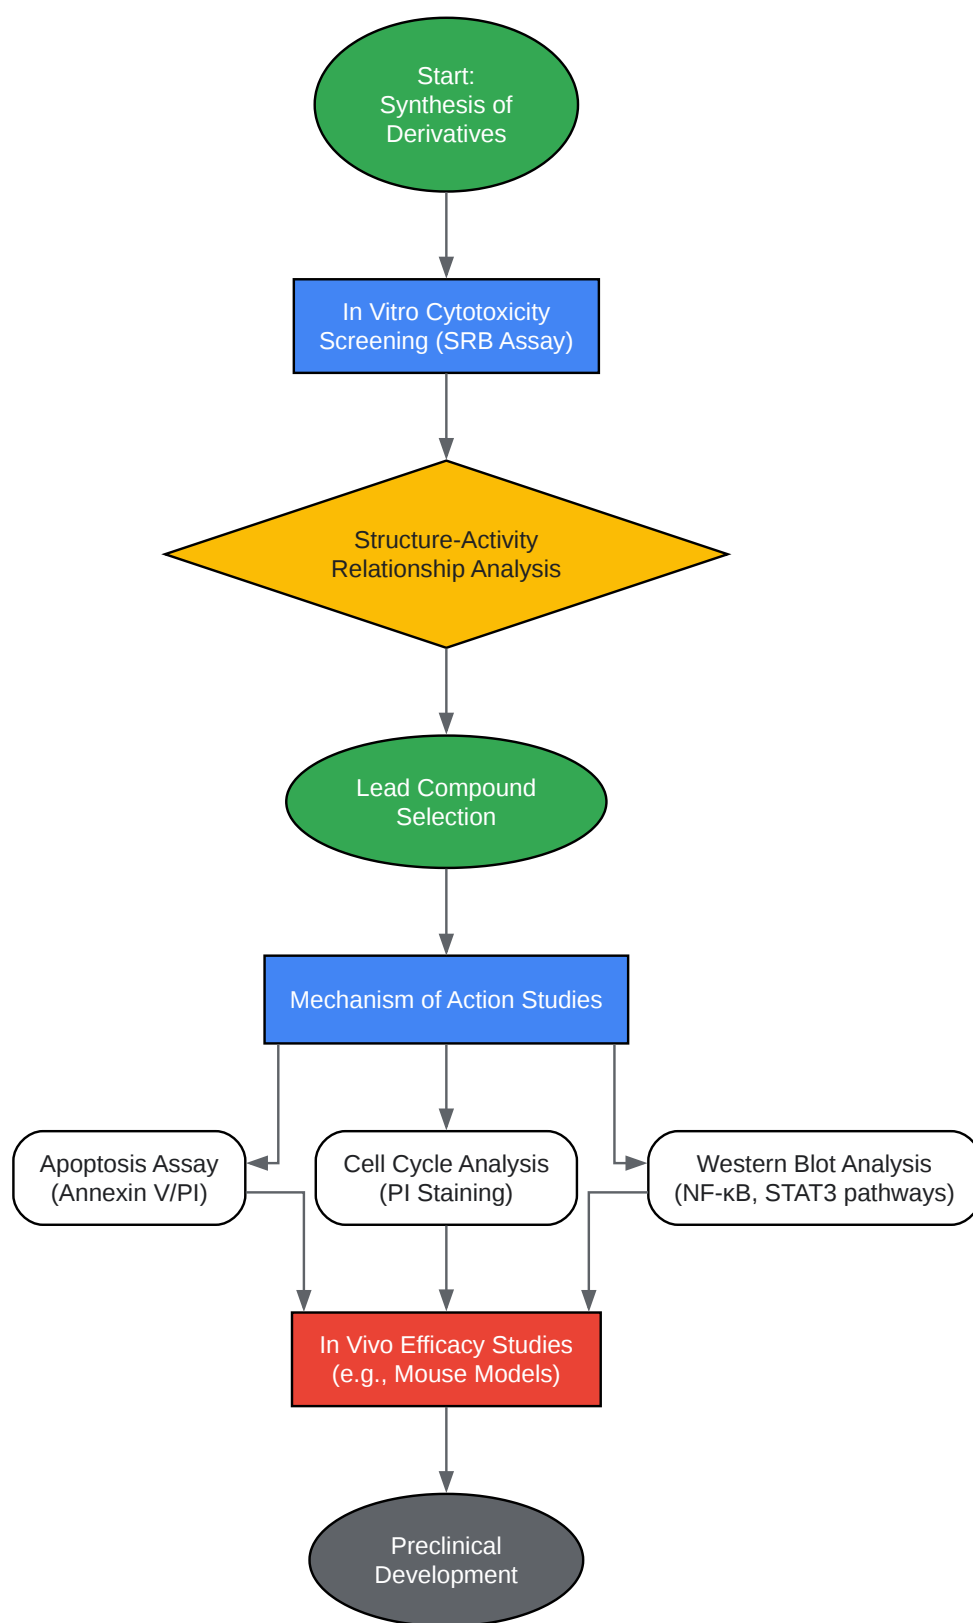 Start:
Synthesis of
Derivatives
In Vitro Cytotoxicity
Screening (SRB Assay)
Structure-Activity
Relationship Analysis
Lead Compound
Selection
Mechanism of Action Studies
Apoptosis Assay
(Annexin V/PI)
Cell Cycle Analysis
(PI Staining)
Western Blot Analysis
(NF-κB, STAT3 pathways)
In Vivo Efficacy Studies
(e.g., Mouse Models)
Preclinical
Development